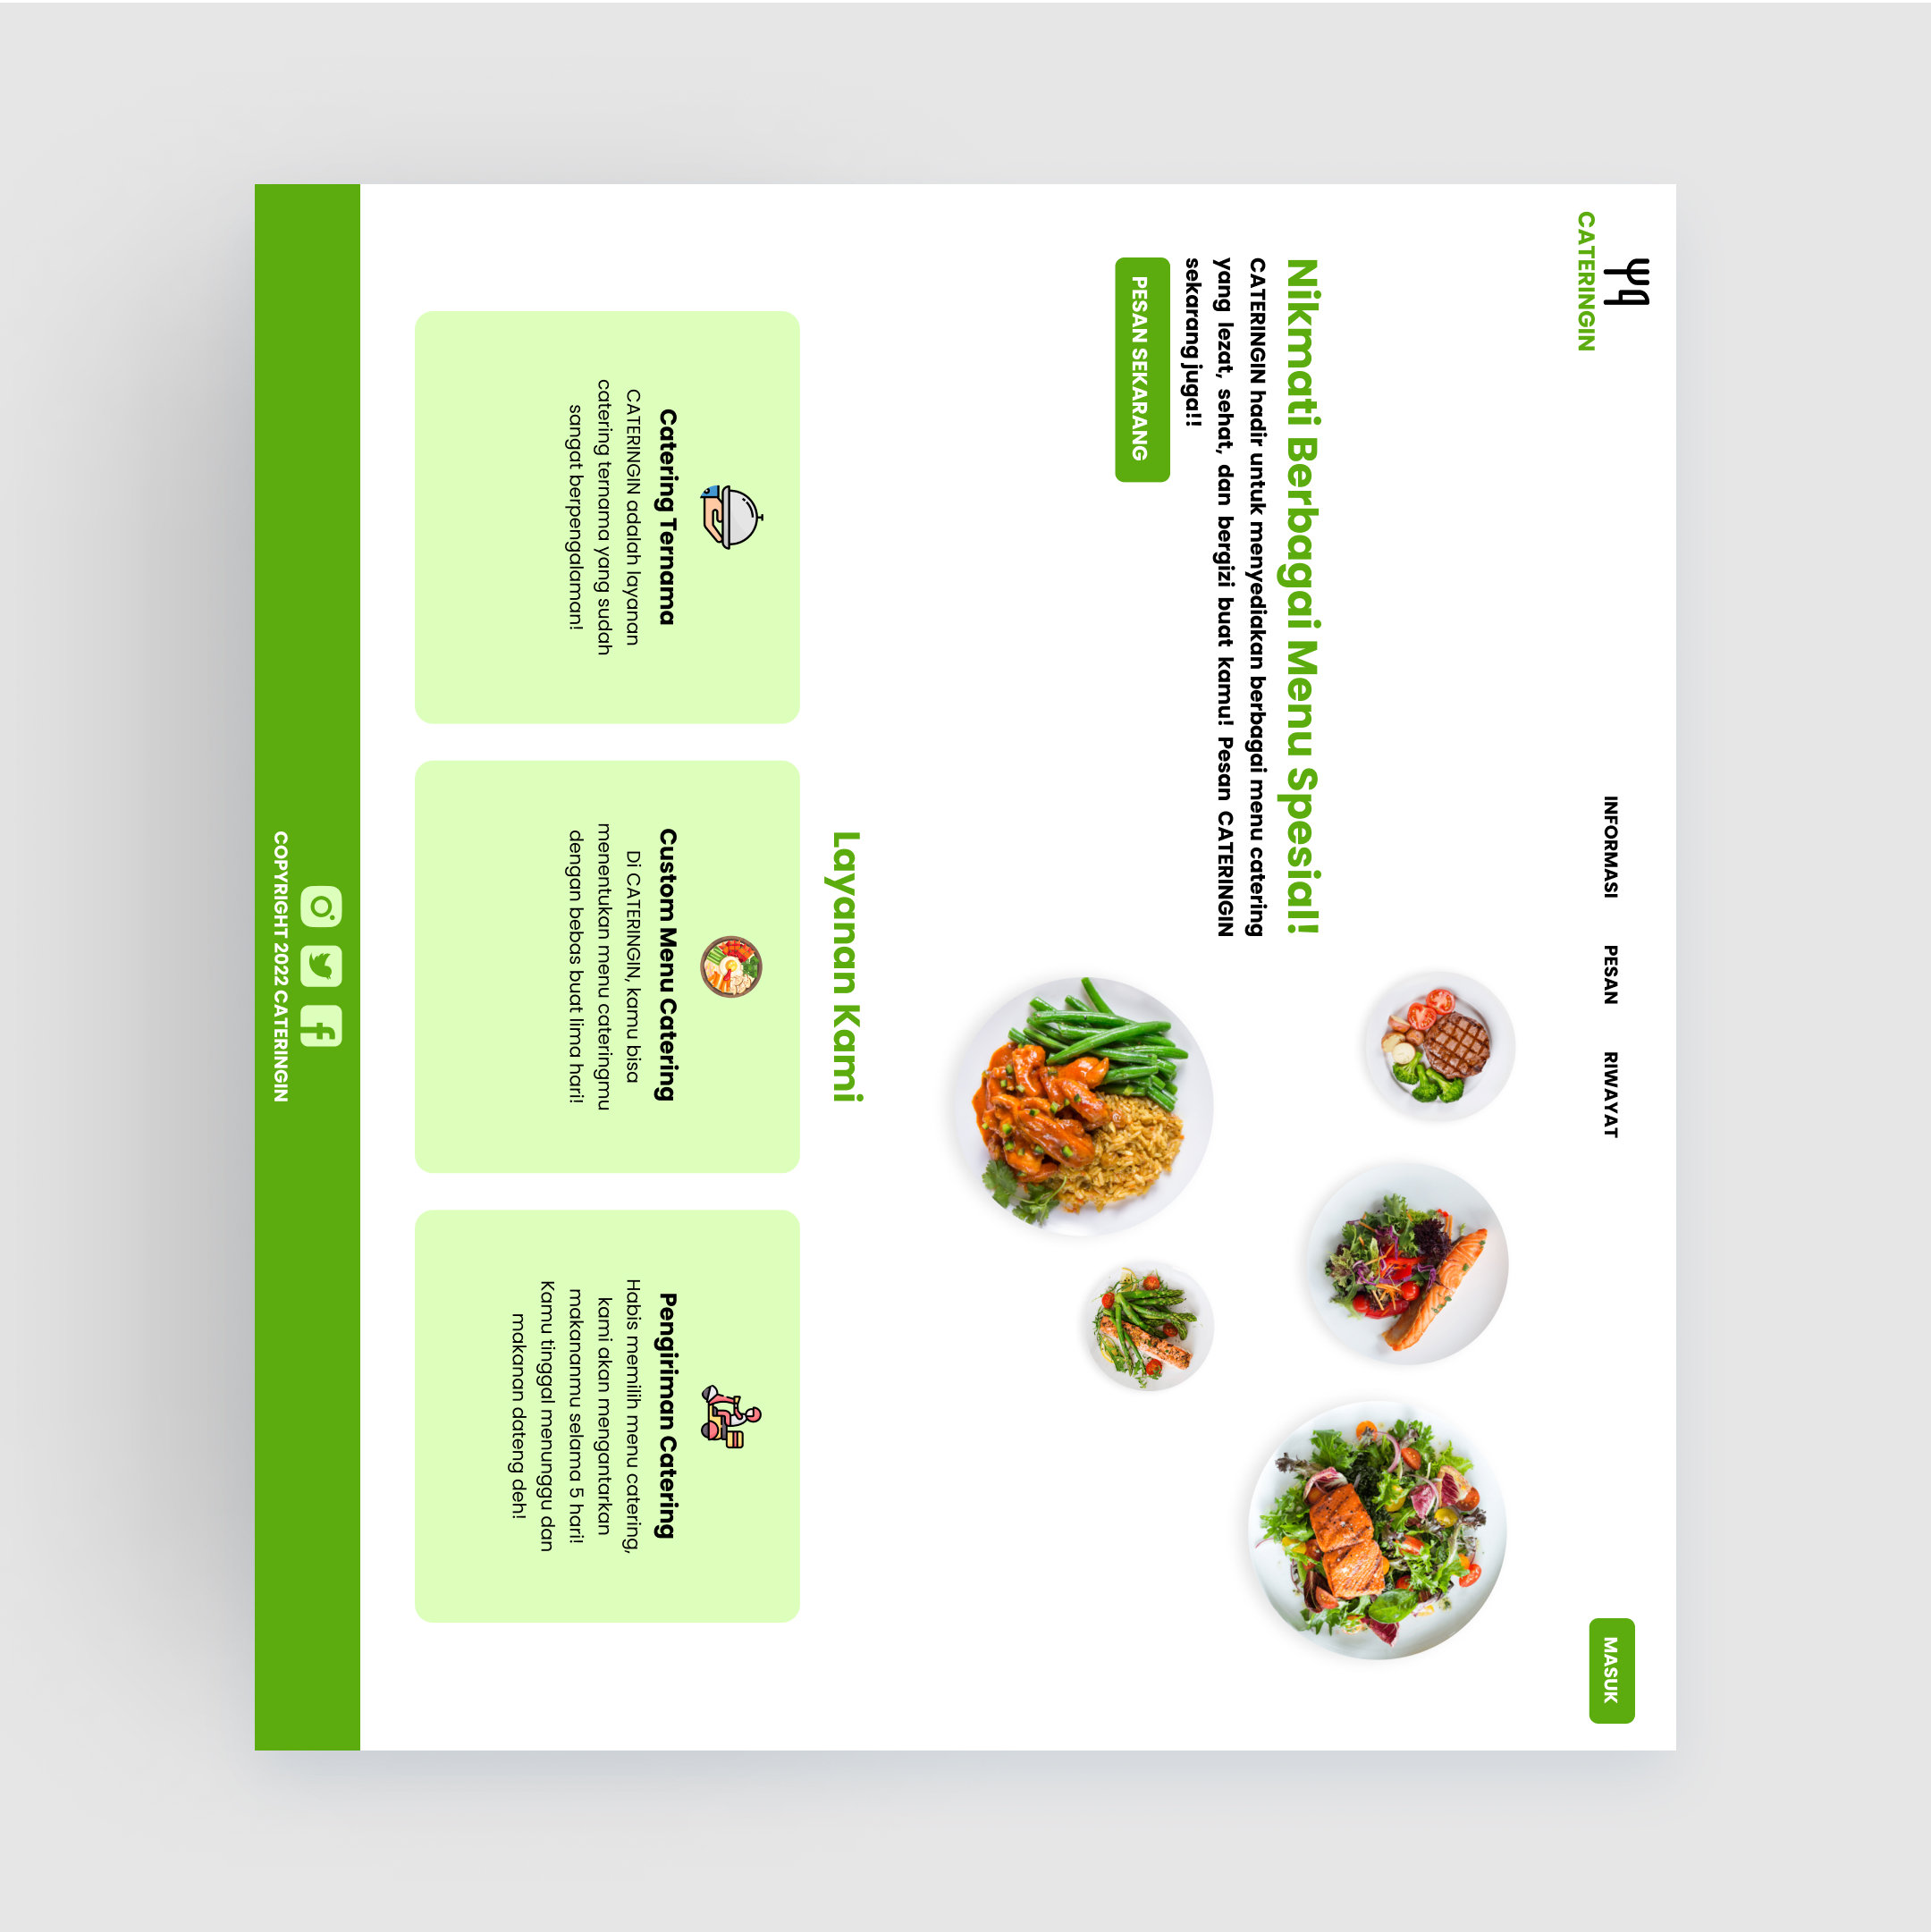 CATERINGIN
INFORMASI
PESAN
RIWAYAT
MASUK
Nikmati Berbagai Menu Spesial!
CATERINGIN hadir untuk menyediakan berbagai menu catering
yang lezat, sehat, dan bergizi buat kamu! Pesan CATERINGIN
sekarang juga!!
PESAN SEKARANG
Layanan Kami
Catering Ternama
CATERINGIN adalah layanan
catering ternama yang sudah
sangat berpengalaman!
Custom Menu Catering
Di CATERINGIN, kamu bisa
menentukan menu cateringmu
dengan bebas buat lima hari!
Pengiriman Catering
Habis memilih menu catering,
kami akan mengantarkan
makananmu selama 5 hari!
Kamu tinggal menunggu dan
makanan dateng deh!
COPYRIGHT 2022 CATERINGIN